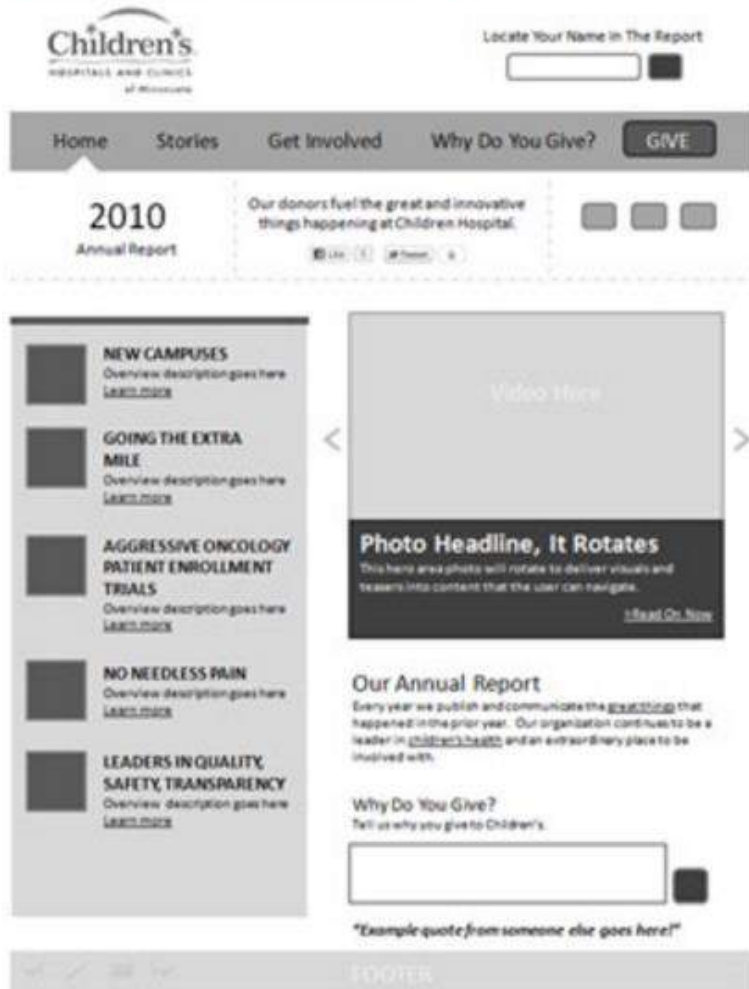 Children's
HOSPITALS AND CLINICS
of Minnesota
Locate Your Name In The Report
Home Stories Get Involved Why Do You Give? GIVE
2010
Annual Report
Our donors fuel the great and innovative
things happening at Children Hospital.
Like Tweet
NEW CAMPUSES
Overview description goes here
Learn more
GOING THE EXTRA
MILE
Overview description goes here
Learn more
AGGRESSIVE ONCOLOGY
PATIENT ENROLLMENT
TRIALS
Overview description goes here
Learn more
NO NEEDLESS PAIN
Overview description goes here
Learn more
LEADERS IN QUALITY,
SAFETY, TRANSPARENCY
Overview description goes here
Learn more
Video Here
< >
Photo Headline, It Rotates
This hero area photo will rotate to deliver visuals and
teasers into content that the user can navigate.
>Read On Now
Our Annual Report
Every year we publish and communicate the great things that
happened in the prior year. Our organization continues to be a
leader in children's health and an extraordinary place to be
involved with.
Why Do You Give?
Tell us why you give to Children's.
"Example quote from someone else goes here!"
FOOTER